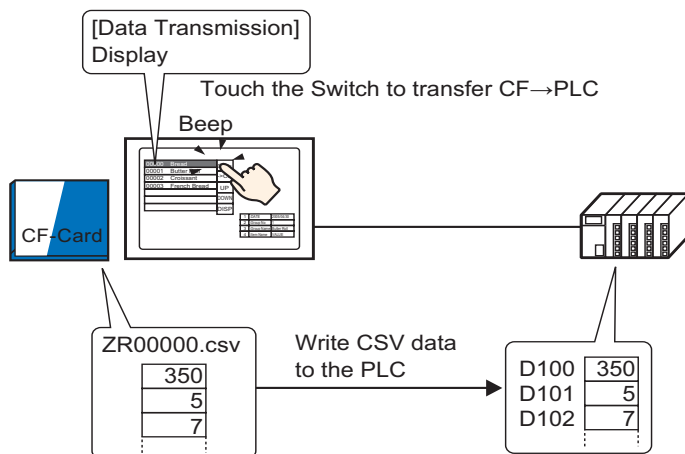 [Data Transmission]
Display
Touch the Switch to transfer CF→PLC
Beep
00000 Bread
00001 Butter
00002 Croissant
00003 French Bread
UP
DOWN
DISP
CF-Card
ZR00000.csv
350
5
7
Write CSV data
to the PLC
D100 350
D101 5
D102 7